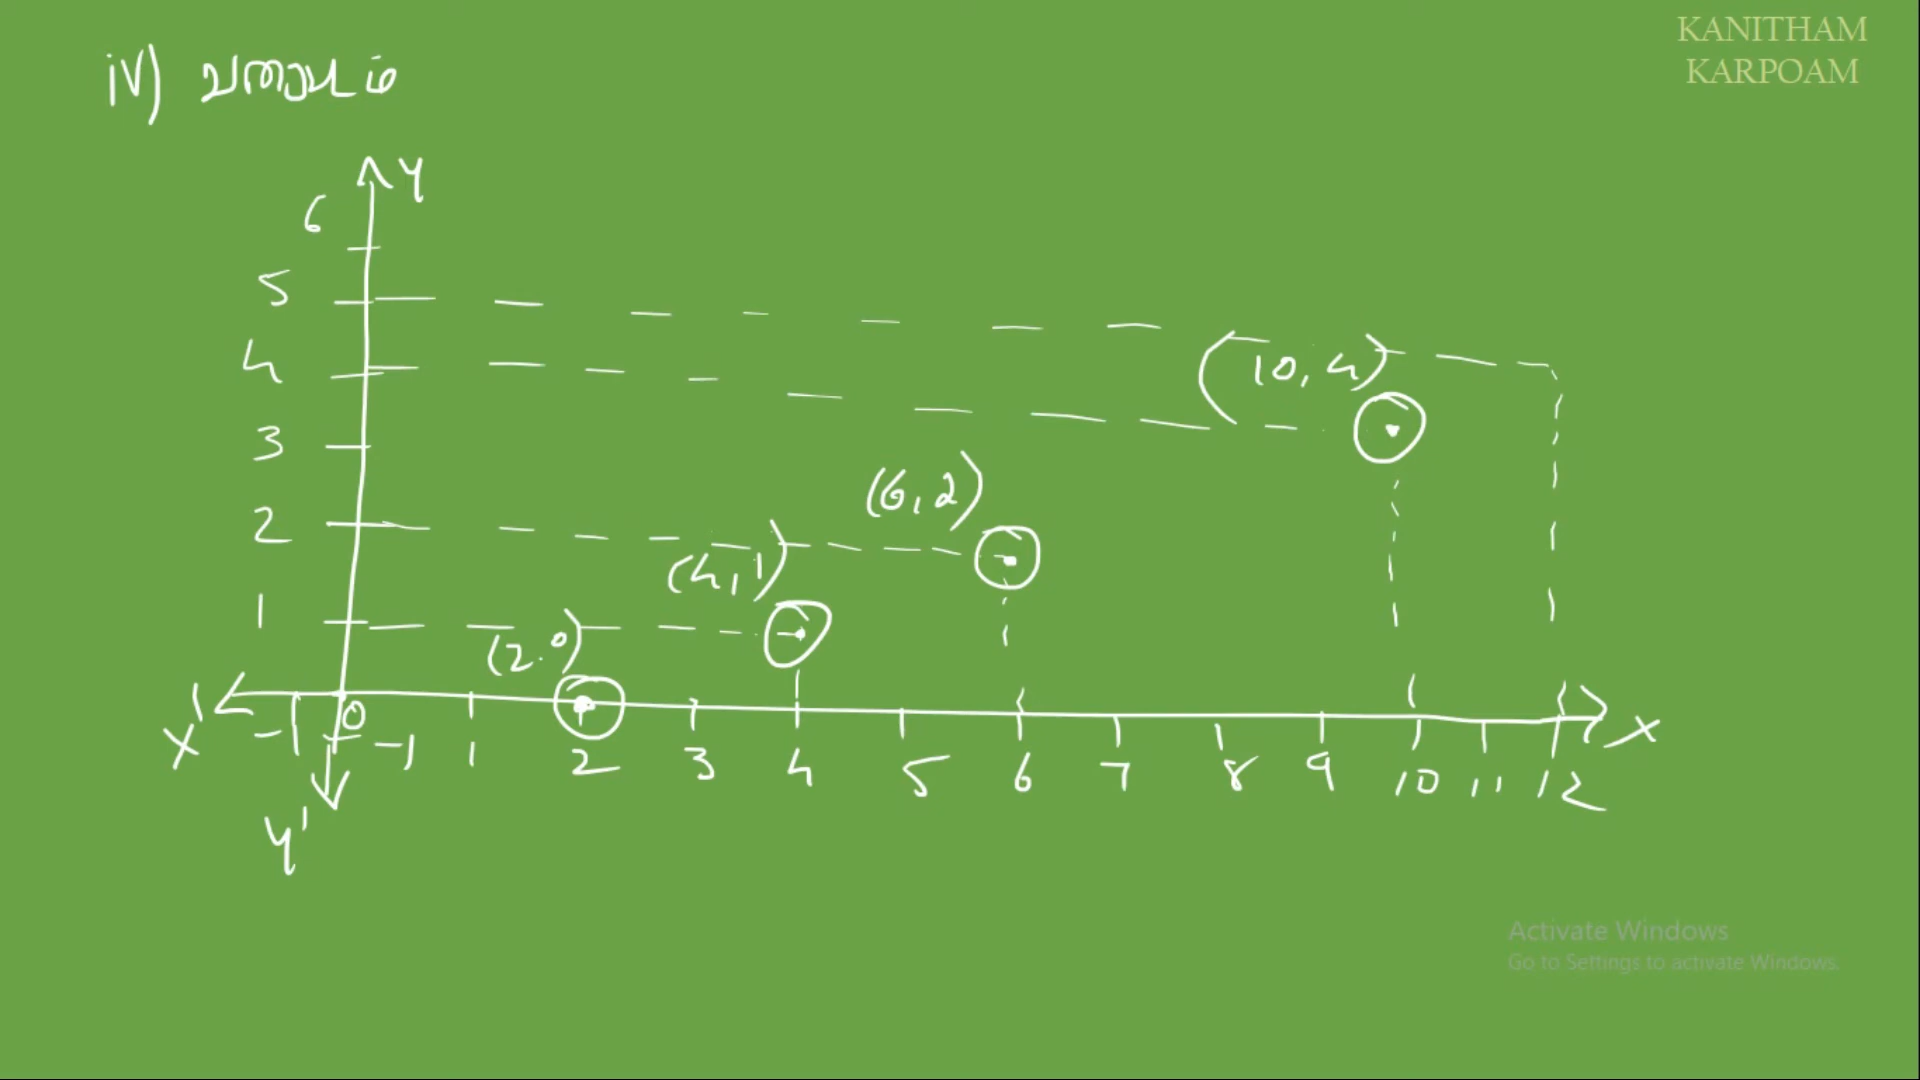 KANITHAM
KARPOAM
iv) வரைபடம்
Y
6
5
4
3
2
1
(10, 4)
(6, 2)
(4, 1)
(2. 0)
X' -1 0 -1 1 2 3 4 5 6 7 8 9 10 11 12 X
Y'
Activate Windows
Go to Settings to activate Windows.